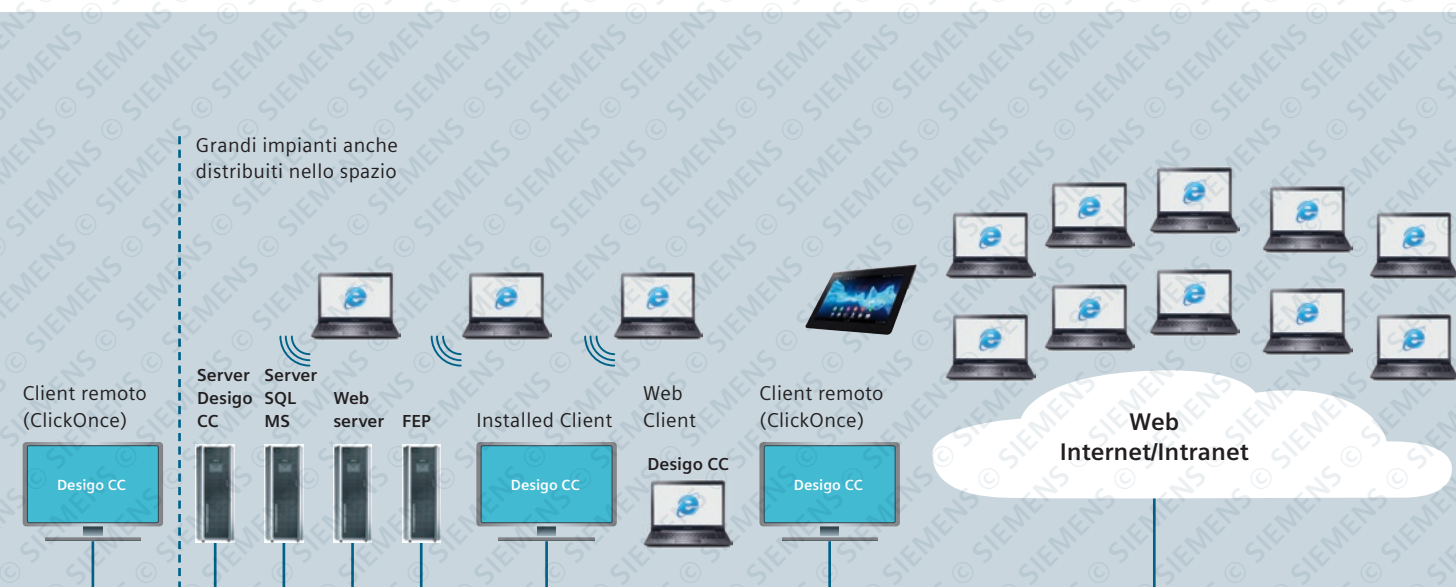 Grandi impianti anche
distribuiti nello spazio
Client remoto
(ClickOnce)
Desigo CC
Server
Desigo
CC
Server
SQL
MS
Web
server
FEP
Installed Client
Desigo CC
Web
Client
Desigo CC
Client remoto
(ClickOnce)
Desigo CC
Web
Internet/Intranet
© SIEMENS